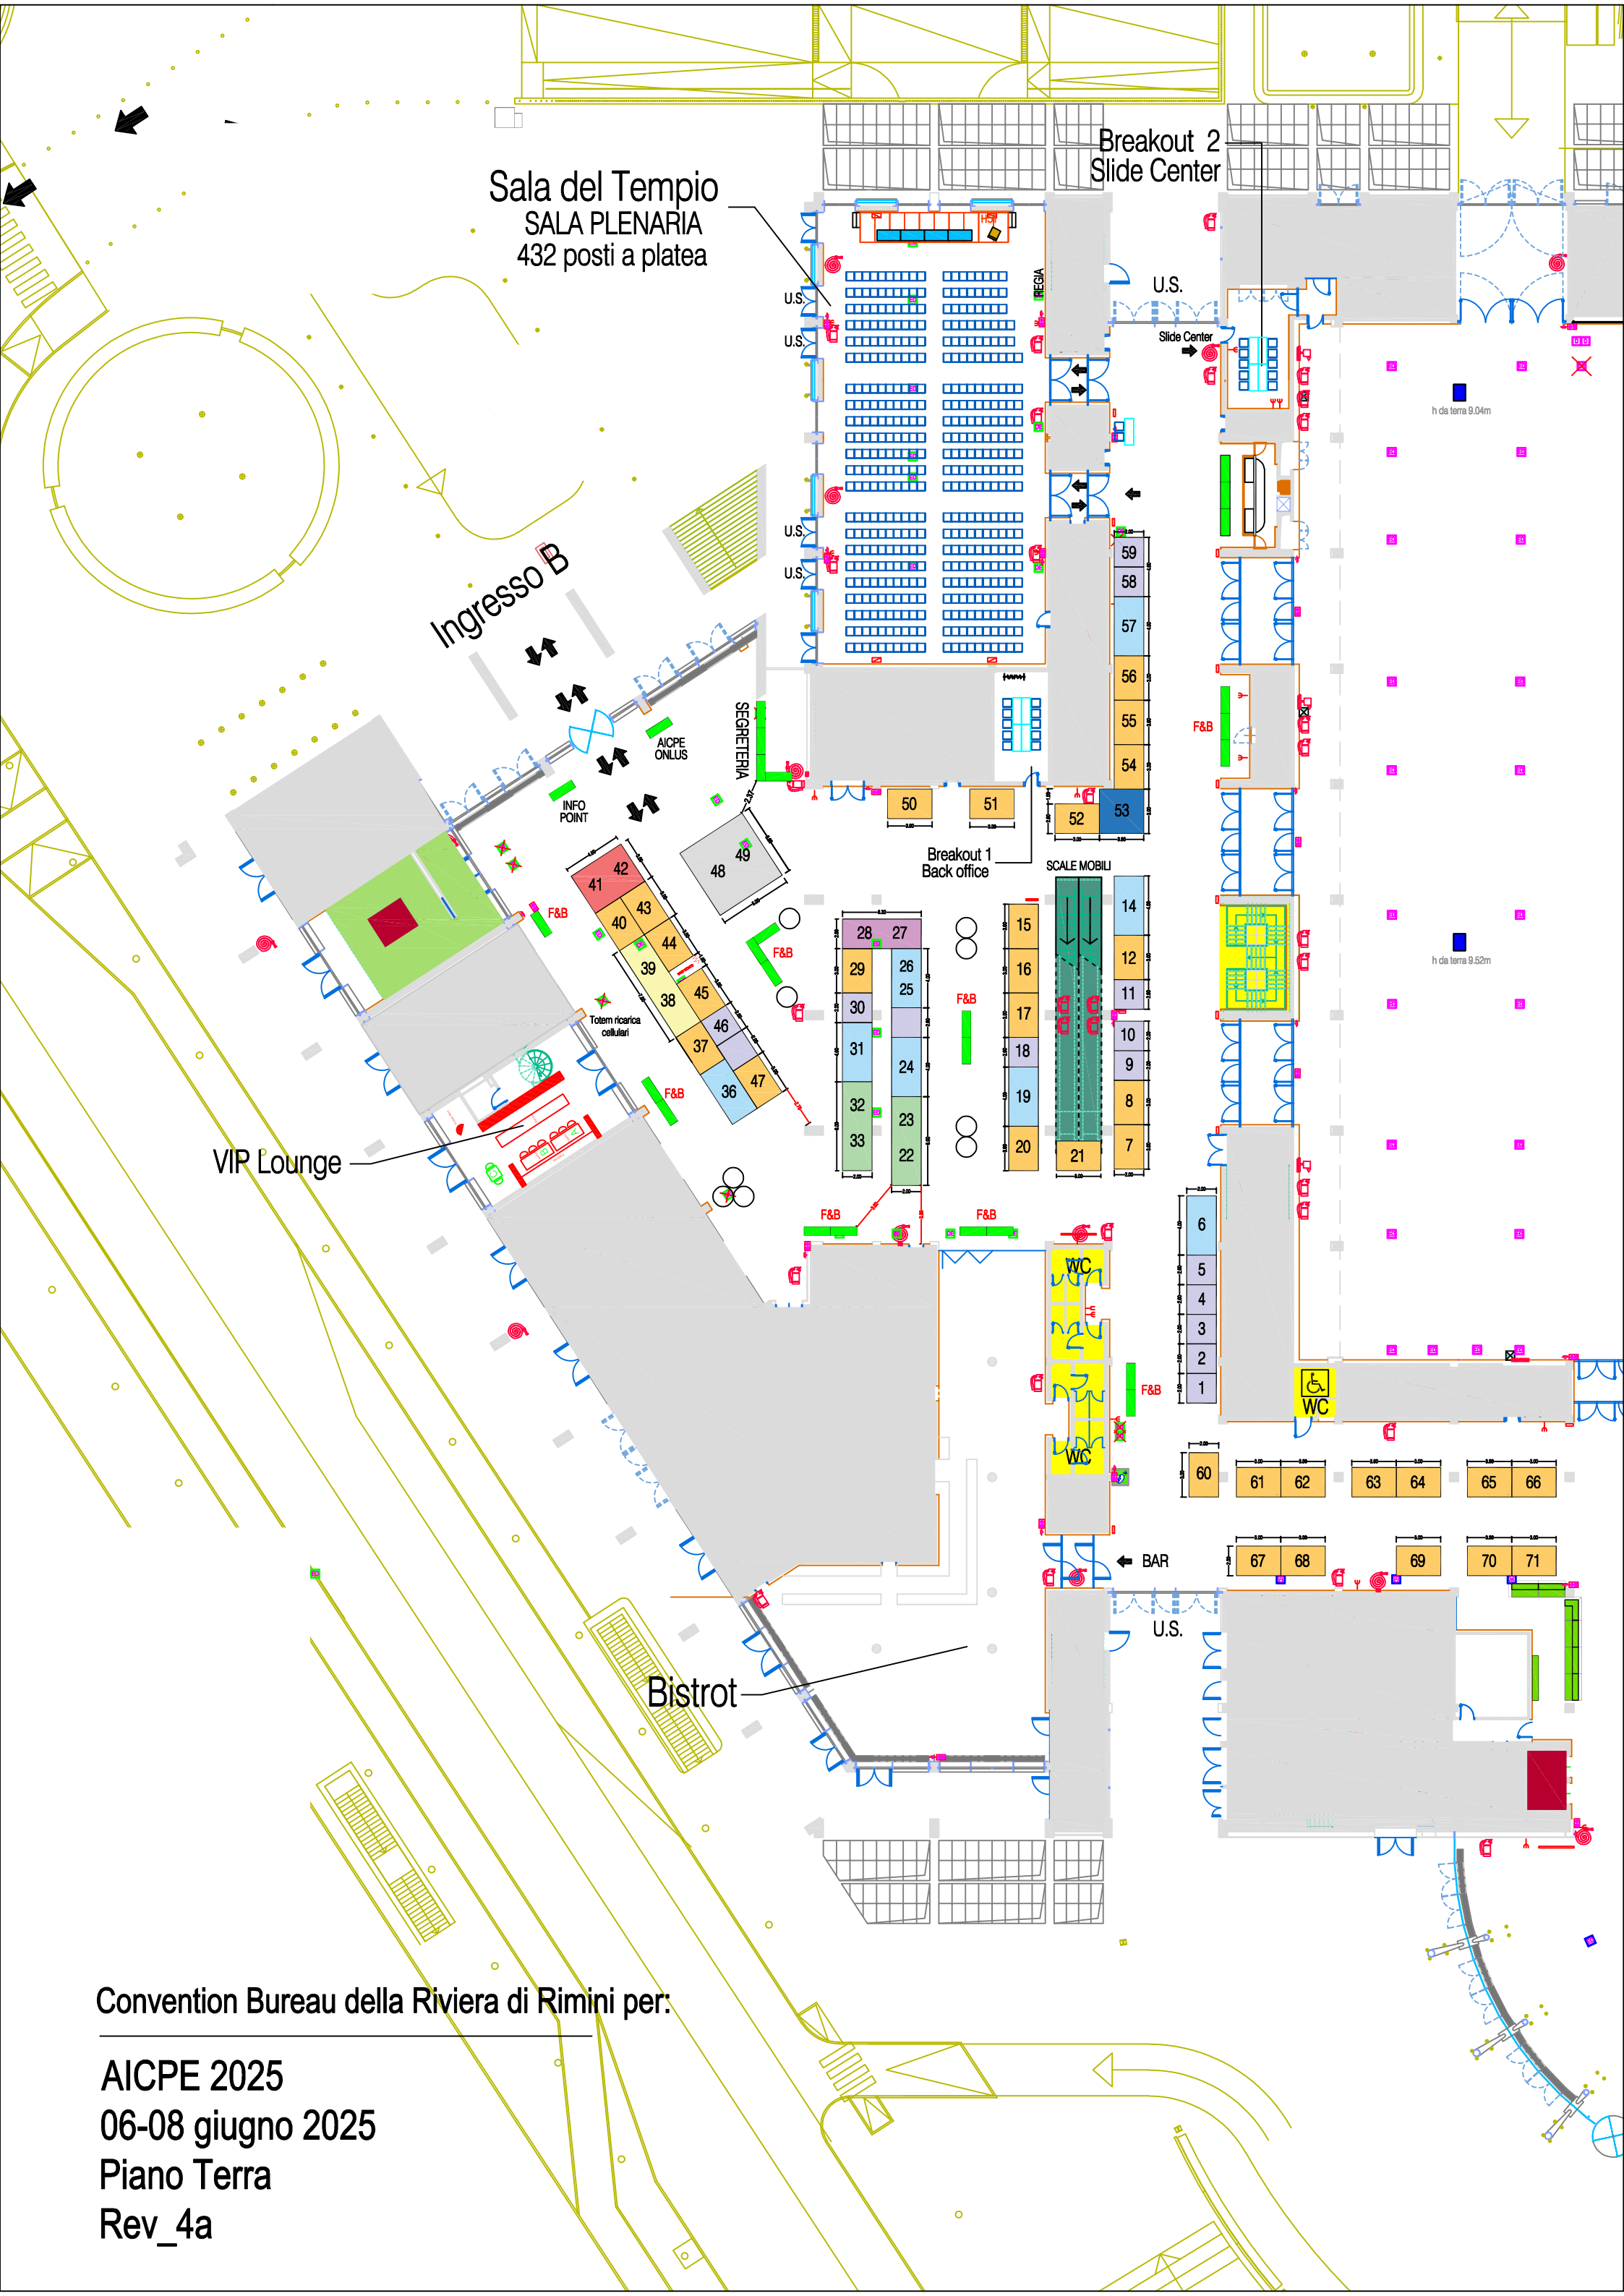 Breakout 2
Slide Center
Sala del Tempio
SALA PLENARIA
432 posti a platea
REGIA
U.S.
U.S.
U.S.
Slide Center
h da terra 9.04m
U.S.
U.S.
Ingresso B
59
58
57
56
55
54
53
52
51
50
F&B
SEGRETERIA
AICPE
ONLUS
INFO
POINT
2.37
Breakout 1
Back office
SCALE MOBILI
42
41
43
40
44
39
38
45
46
37
47
36
49
48
F&B
F&B
F&B
Totem ricarica
cellulari
28
27
29
26
25
30
31
24
32
23
33
22
F&B
15
16
17
18
19
20
21
14
12
11
10
9
8
7
h da terra 9.52m
VIP Lounge
F&B
F&B
6
5
4
3
2
1
WC
WC
F&B
WC
60
61
62
63
64
65
66
67
68
69
70
71
BAR
U.S.
Bistrot
Convention Bureau della Riviera di Rimini per:
AICPE 2025
06-08 giugno 2025
Piano Terra
Rev_4a